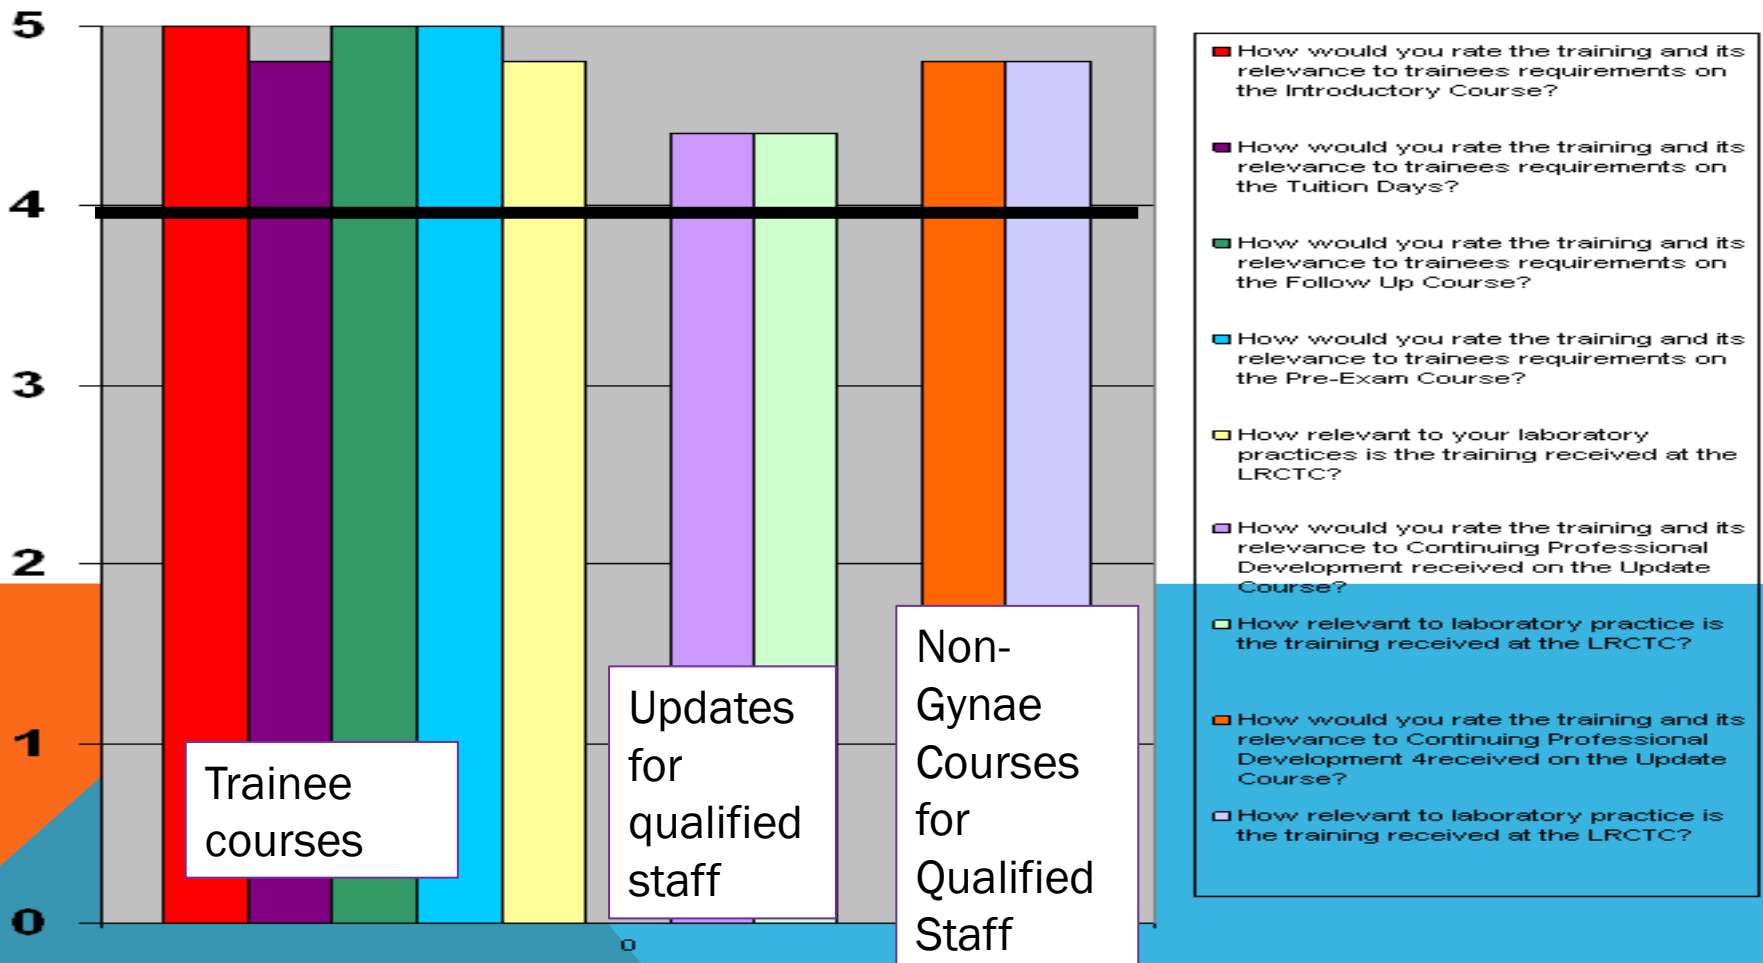 5
4
3
2
1
0
0
Trainee
courses
Updates
for
qualified
staff
Non-
Gynae
Courses
for
Qualified
Staff
How would you rate the training and its
relevance to trainees requirements on
the Introductory Course?
How would you rate the training and its
relevance to trainees requirements on
the Tuition Days?
How would you rate the training and its
relevance to trainees requirements on
the Follow Up Course?
How would you rate the training and its
relevance to trainees requirements on
the Pre-Exam Course?
How relevant to your laboratory
practices is the training received at the
LRCTC?
How would you rate the training and its
relevance to Continuing Professional
Development received on the Update
Course?
How relevant to laboratory practice is
the training received at the LRCTC?
How would you rate the training and its
relevance to Continuing Professional
Development 4received on the Update
Course?
How relevant to laboratory practice is
the training received at the LRCTC?